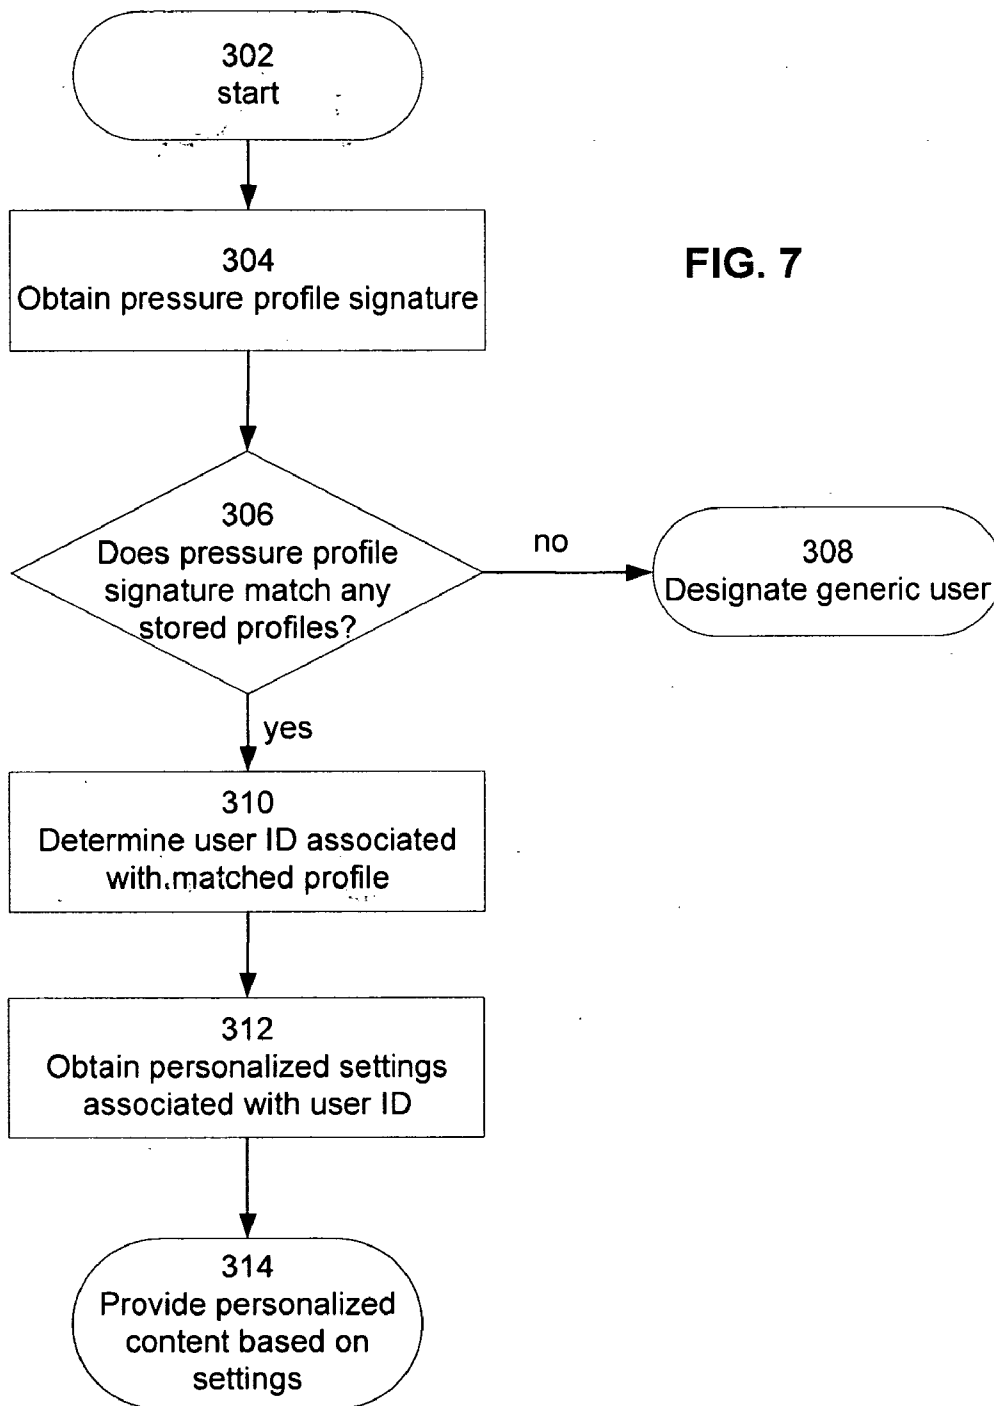 302
start
304
Obtain pressure profile signature
FIG. 7
306
Does pressure profile
signature match any
stored profiles?
no
308
Designate generic user
yes
310
Determine user ID associated
with matched profile
312
Obtain personalized settings
associated with user ID
314
Provide personalized
content based on
settings